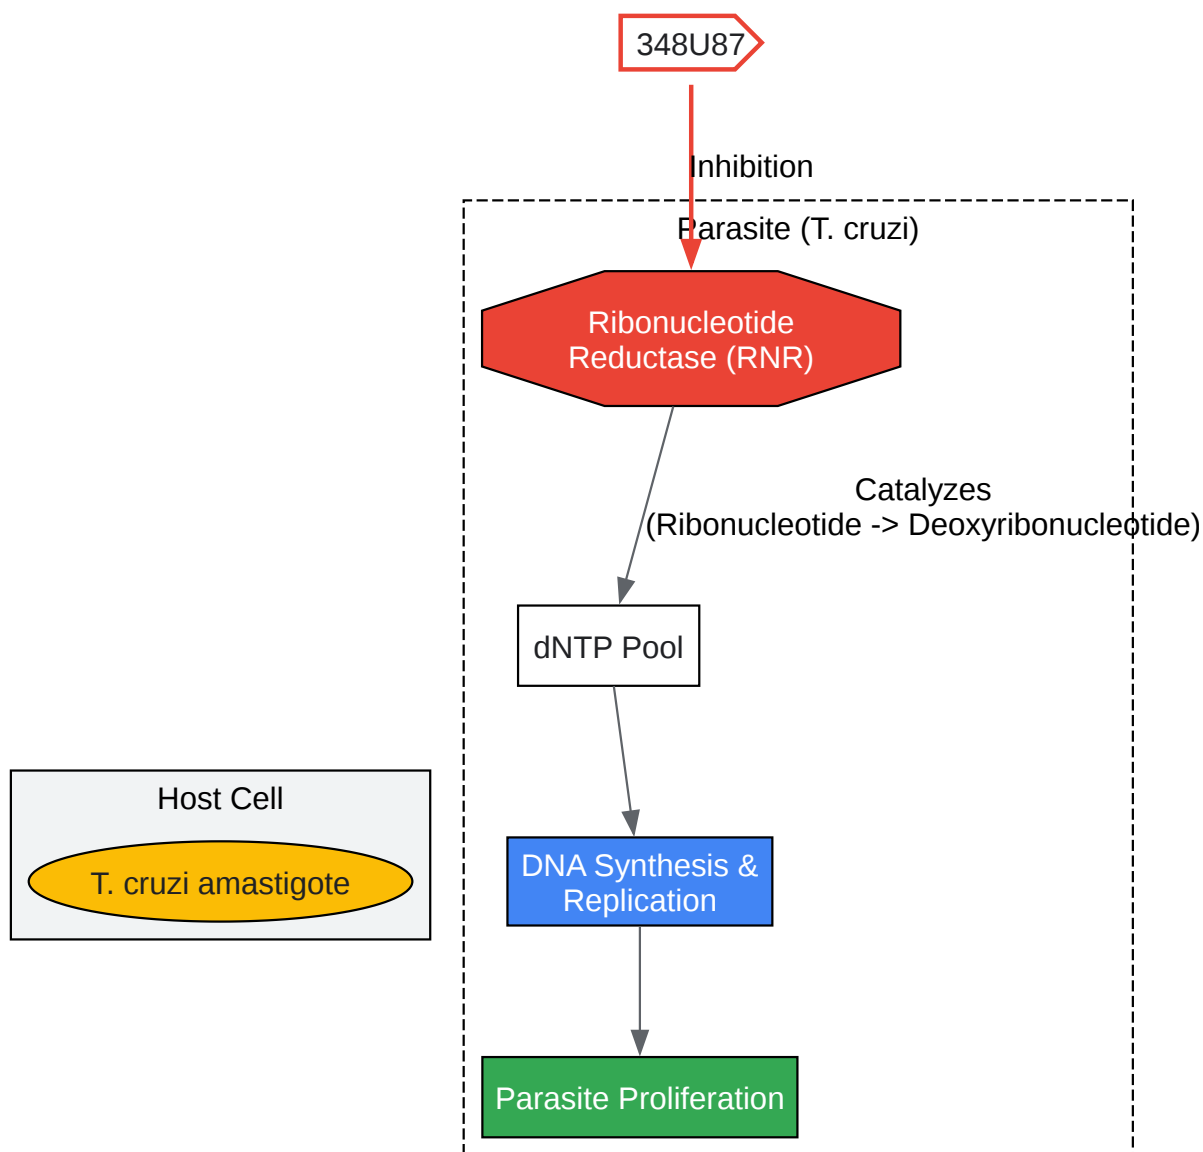 348U87
Inhibition
Parasite (T. cruzi)
Ribonucleotide
Reductase (RNR)
Catalyzes
(Ribonucleotide -> Deoxyribonucleotide)
dNTP Pool
Host Cell
T. cruzi amastigote
DNA Synthesis &
Replication
Parasite Proliferation